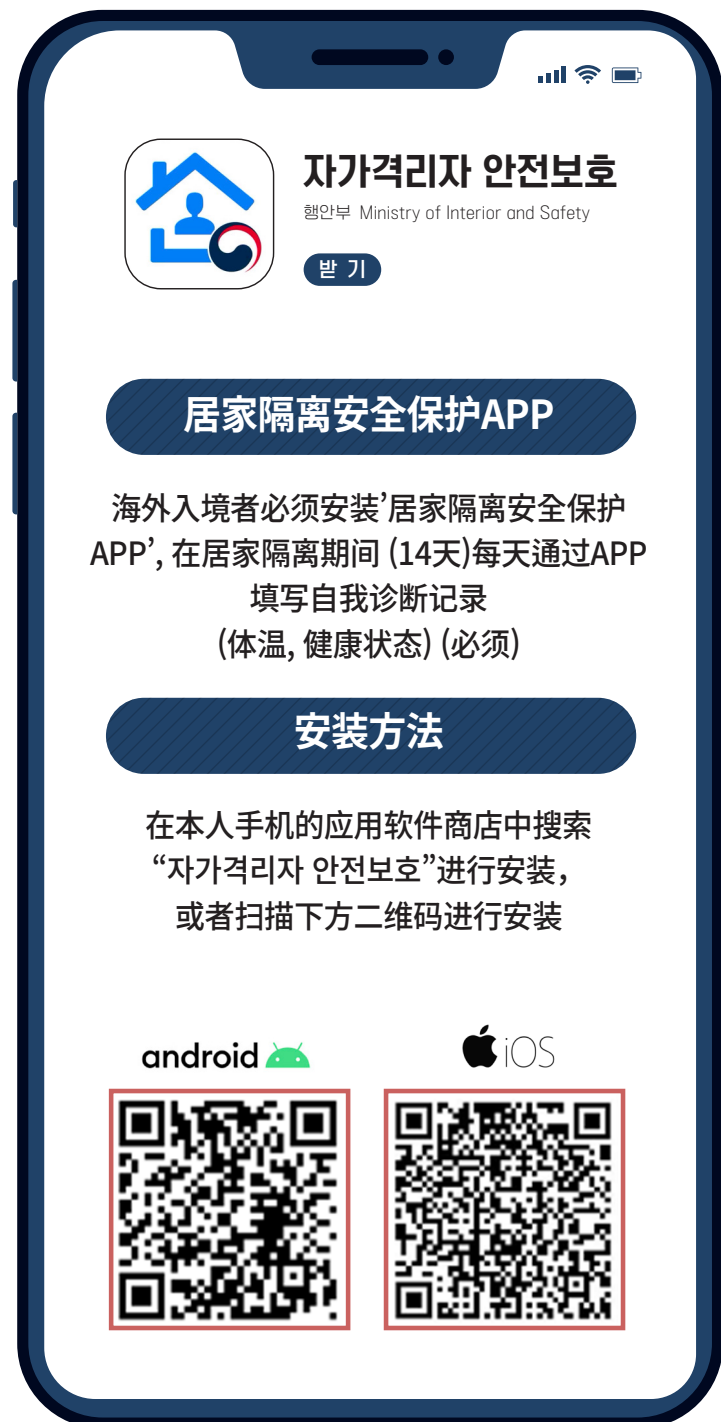 자가격리자 안전보호
행안부 Ministry of Interior and Safety
받 기
居家隔离安全保护APP
海外入境者必须安装’居家隔离安全保护
APP’, 在居家隔离期间 (14天)每天通过APP
填写自我诊断记录
(体温, 健康状态) (必须)
安装方法
在本人手机的应用软件商店中搜索
“자가격리자 안전보호”进行安装，
或者扫描下方二维码进行安装
android
iOS